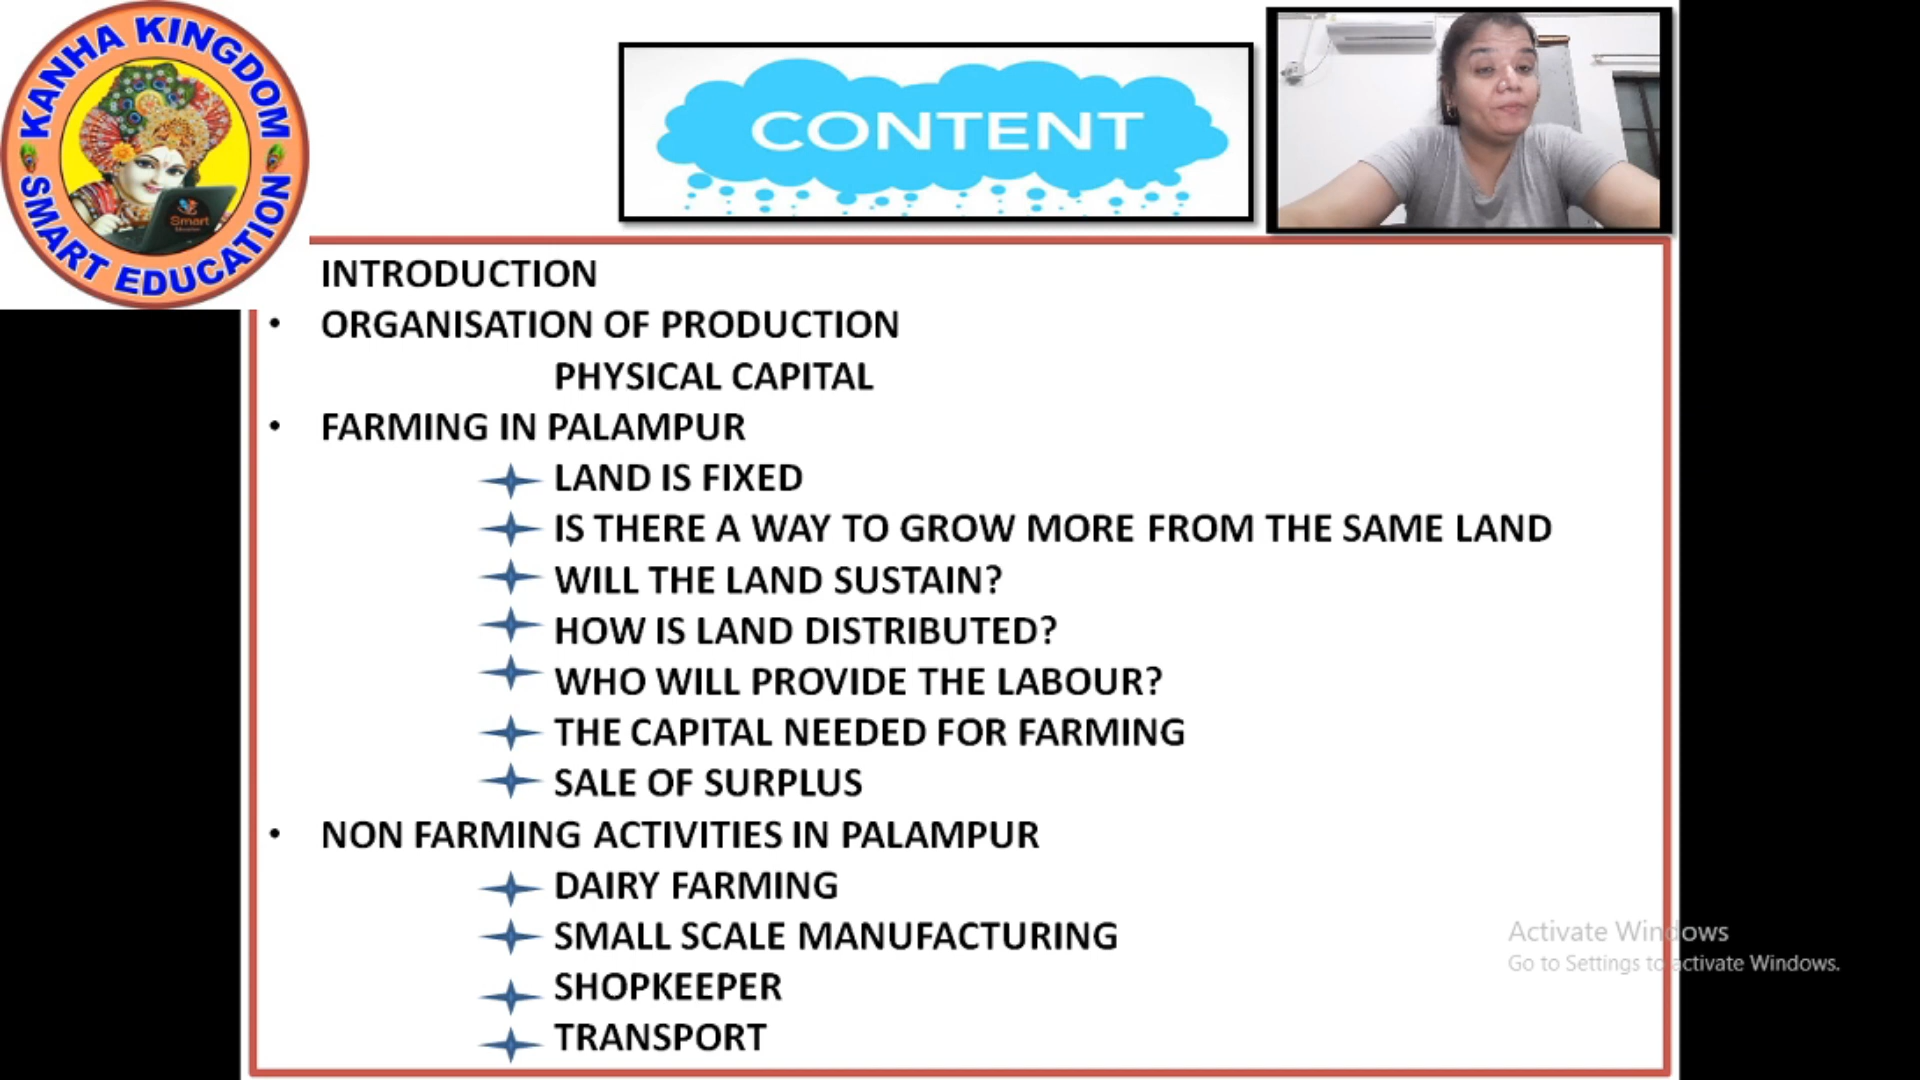 KANHA KINGDOM
SMART EDUCATION
Smart
CONTENT
INTRODUCTION
• ORGANISATION OF PRODUCTION
PHYSICAL CAPITAL
• FARMING IN PALAMPUR
LAND IS FIXED
IS THERE A WAY TO GROW MORE FROM THE SAME LAND
WILL THE LAND SUSTAIN?
HOW IS LAND DISTRIBUTED?
WHO WILL PROVIDE THE LABOUR?
THE CAPITAL NEEDED FOR FARMING
SALE OF SURPLUS
• NON FARMING ACTIVITIES IN PALAMPUR
DAIRY FARMING
SMALL SCALE MANUFACTURING
SHOPKEEPER
TRANSPORT
Activate Windows
Go to Settings to activate Windows.